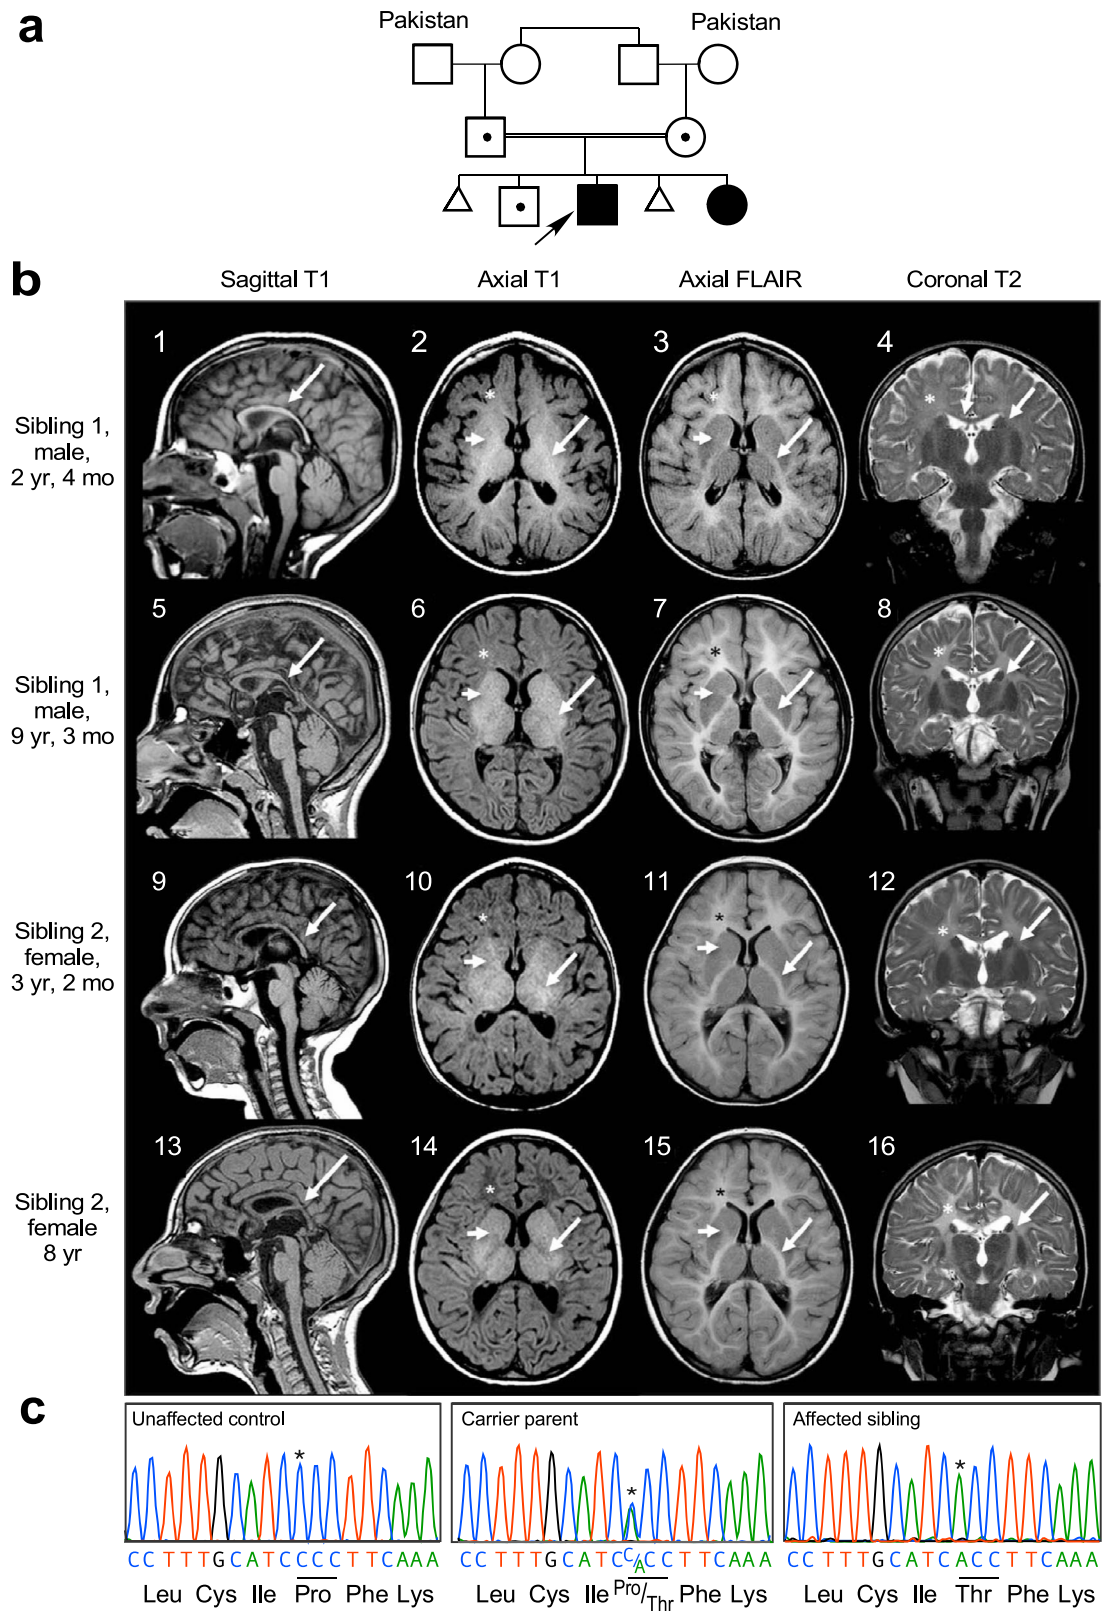 a
Pakistan
Pakistan
b
Sagittal T1
Axial T1
Axial FLAIR
Coronal T2
Sibling 1,
male,
2 yr, 4 mo
1
2
*
3
*
4
*
Sibling 1,
male,
9 yr, 3 mo
5
6
*
7
*
8
*
Sibling 2,
female,
3 yr, 2 mo
9
10
*
11
*
12
*
Sibling 2,
female
8 yr
13
14
*
15
*
16
*
c
Unaffected control
*
CCTTTGCATCCCCTTCAAA
Leu Cys Ile Pro Phe Lys
Carrier parent
*
CCTTTGCATCC/ACCTTCAAA
Leu Cys Ile Pro/Thr Phe Lys
Affected sibling
*
CCTTTGCATCACCTTCAAA
Leu Cys Ile Thr Phe Lys